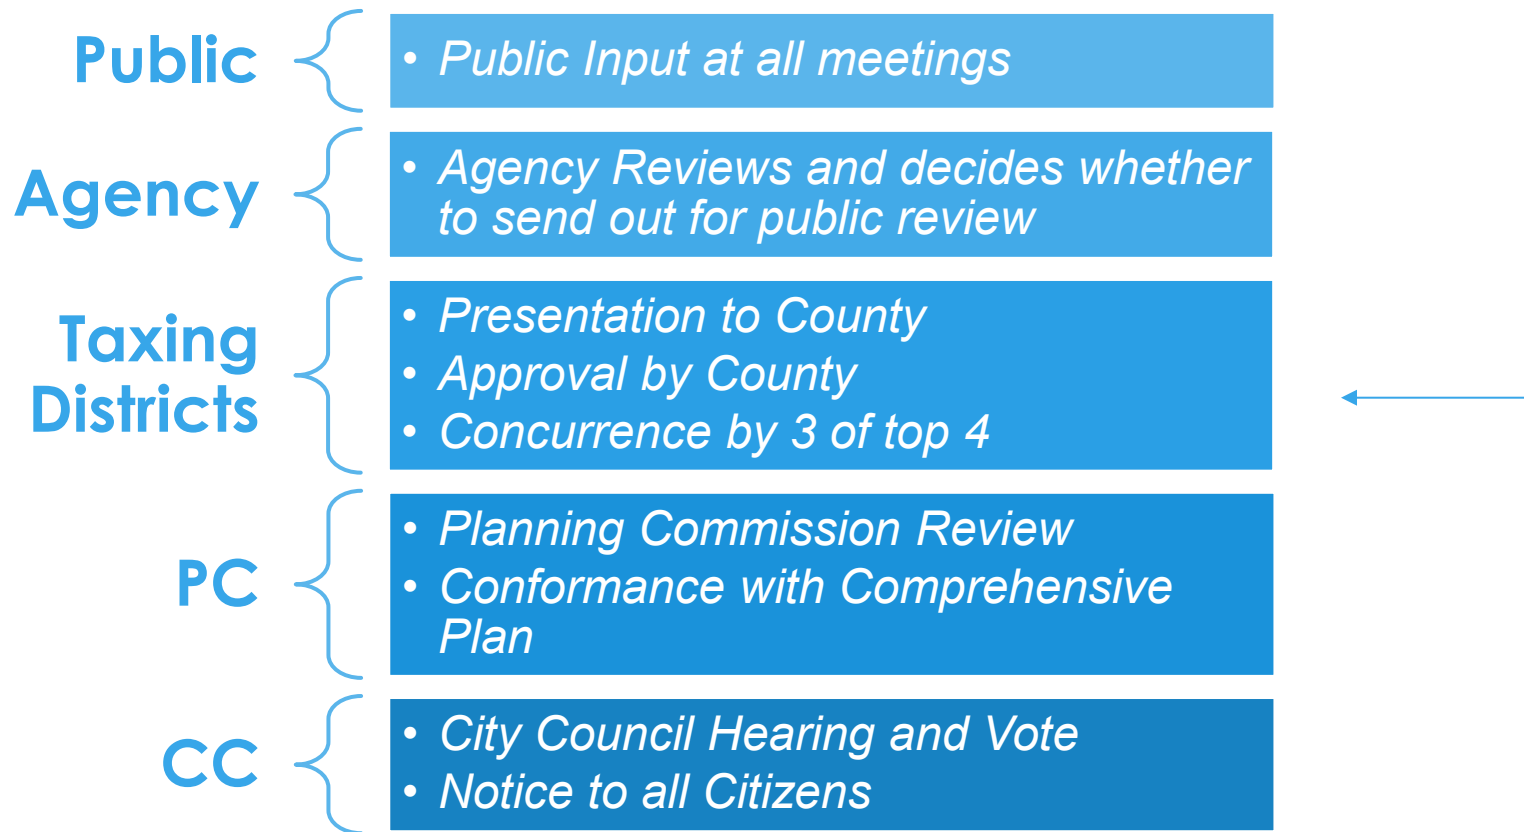 Public
• Public Input at all meetings
Agency
• Agency Reviews and decides whether
to send out for public review
Taxing
Districts
• Presentation to County
• Approval by County
• Concurrence by 3 of top 4
PC
• Planning Commission Review
• Conformance with Comprehensive
Plan
CC
• City Council Hearing and Vote
• Notice to all Citizens